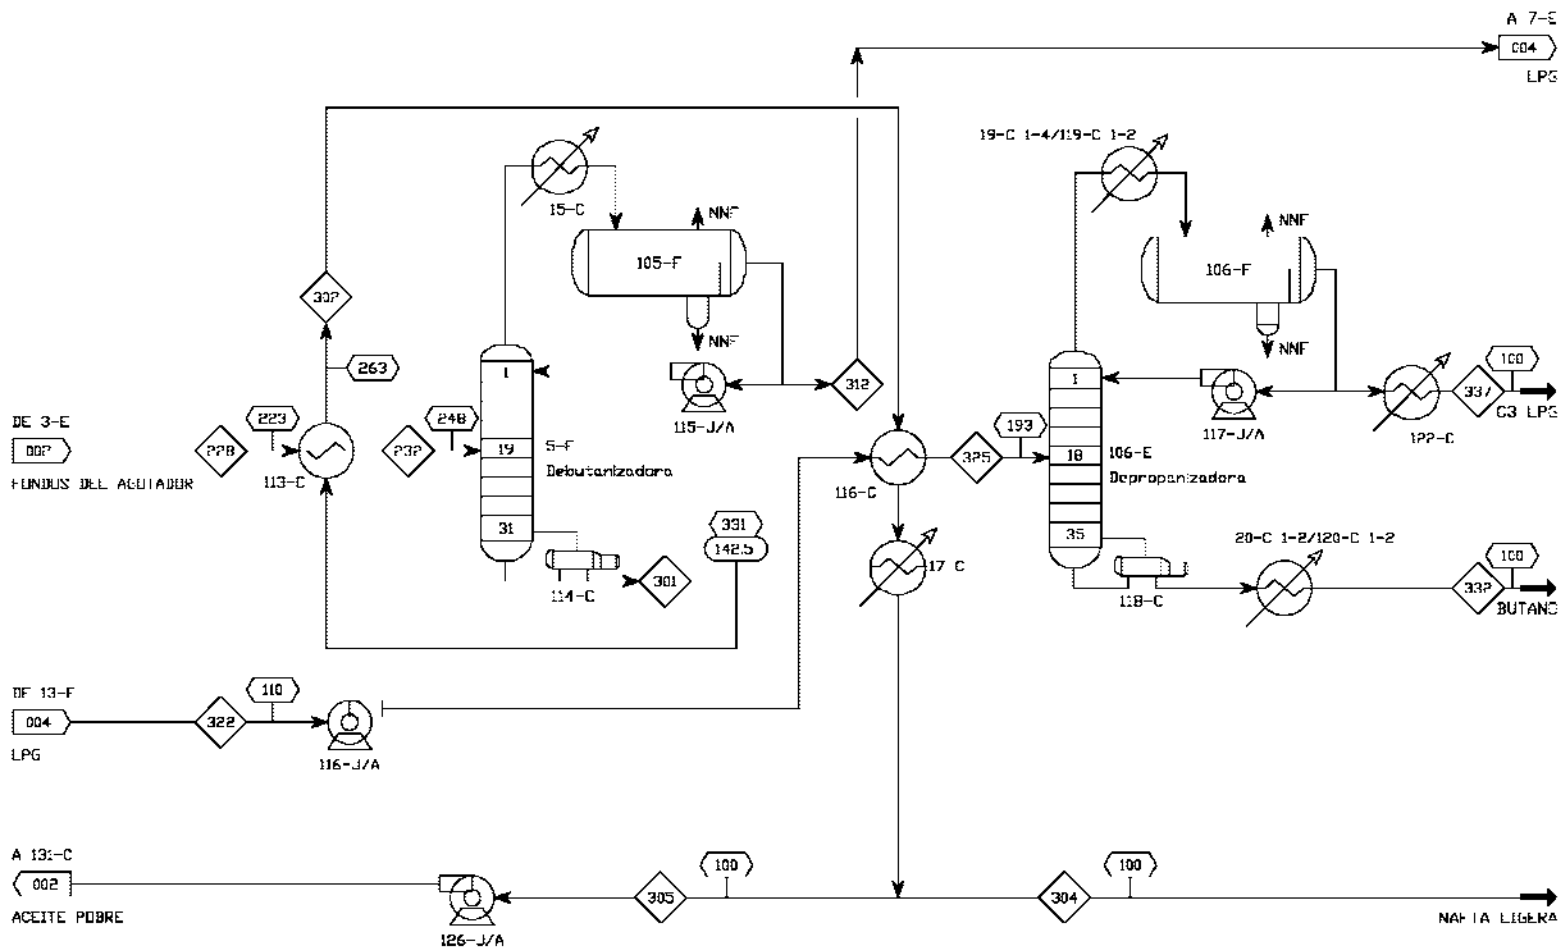 A 7-E
004
LPG
19-C 1-4/119-C 1-2
15-C
NNF
NNF
105-F
106-F
302
NNF
NNF
263
1
312
1
100
337
C3 LPG
DE 3-E
002
FONDOS DEL AGOTADOR
228
223
113-C
232
248
19
5-F
Debutanizadora
115-J/A
193
116-C
325
18
106-E
Depropanizadora
117-J/A
122-C
31
331
142.5
17 C
35
20-C 1-2/120-C 1-2
100
114-C
301
118-C
332
BUTANO
DE 13-F
004
LPG
322
110
116-J/A
A 131-C
002
ACEITE POBRE
126-J/A
305
100
304
100
NAFTA LIGERA